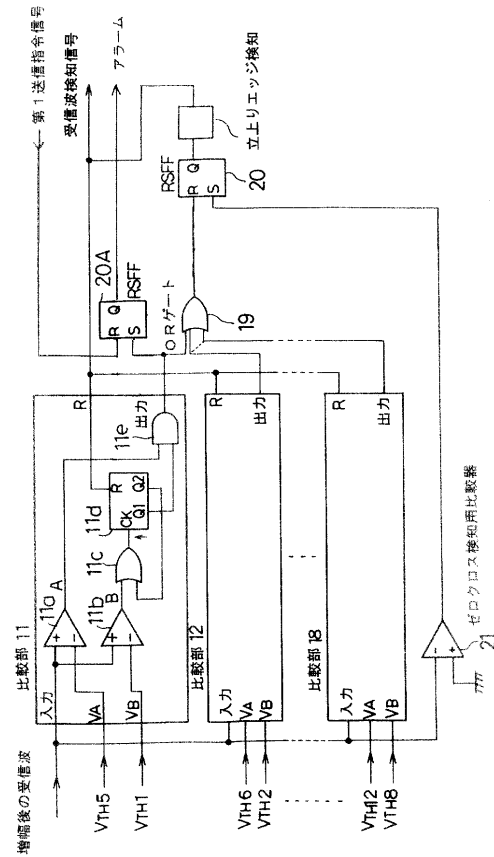 ←第1送信指令信号
受信波検知信号
アラーム
増幅後の受信波
比較部 11
入力
11a
A
VA
VTH5
VB
VTH1
11b
B
11c
11d
CK
R
Q1 Q2
11e
R
出力
20A
R Q
S
RSFF
ORゲート
19
RSFF
R Q
S
20
立上りエッジ検知
比較部 12
入力
VA
VB
VTH6
VTH2
R
出力
比較部 18
入力
VA
VB
VTH12
VTH8
R
出力
ゼロクロス検知用比較器
21